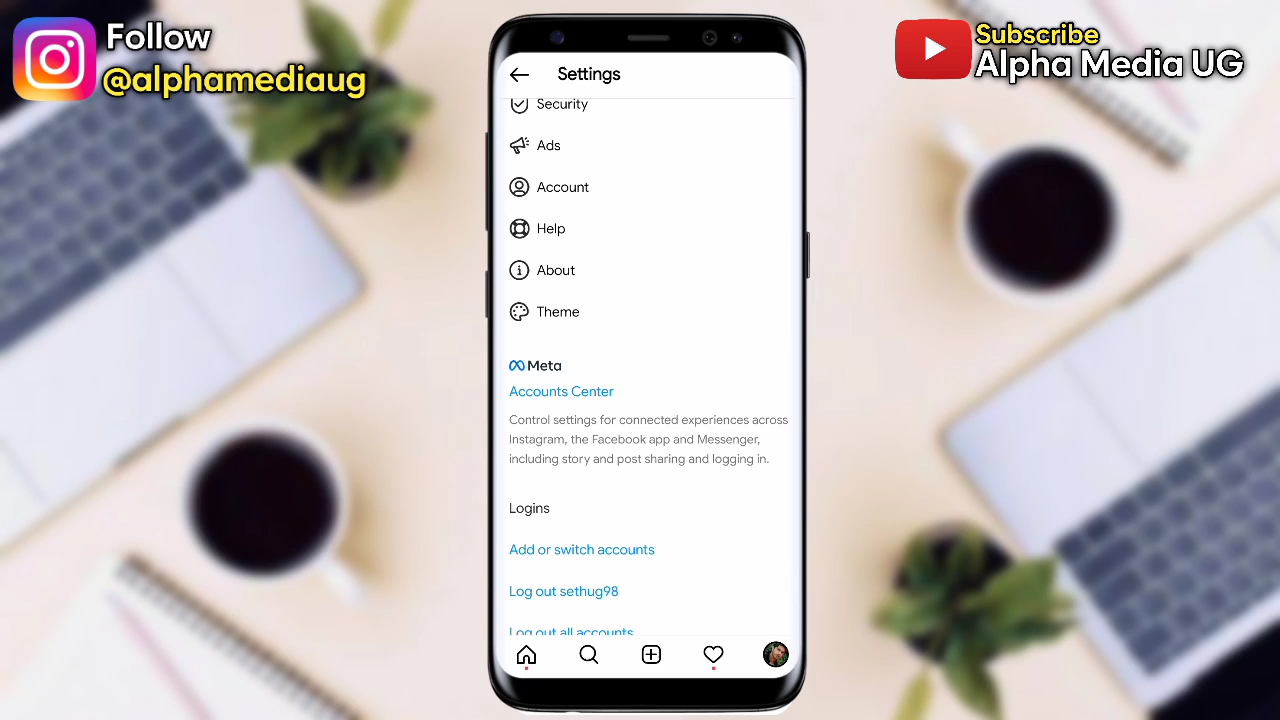 Follow
@alphamediaug
Subscribe
Alpha Media UG
Settings
Security
Ads
Account
Help
About
Theme
Meta
Accounts Center
Control settings for connected experiences across
Instagram, the Facebook app and Messenger,
including story and post sharing and logging in.
Logins
Add or switch accounts
Log out sethug98
Log out all accounts